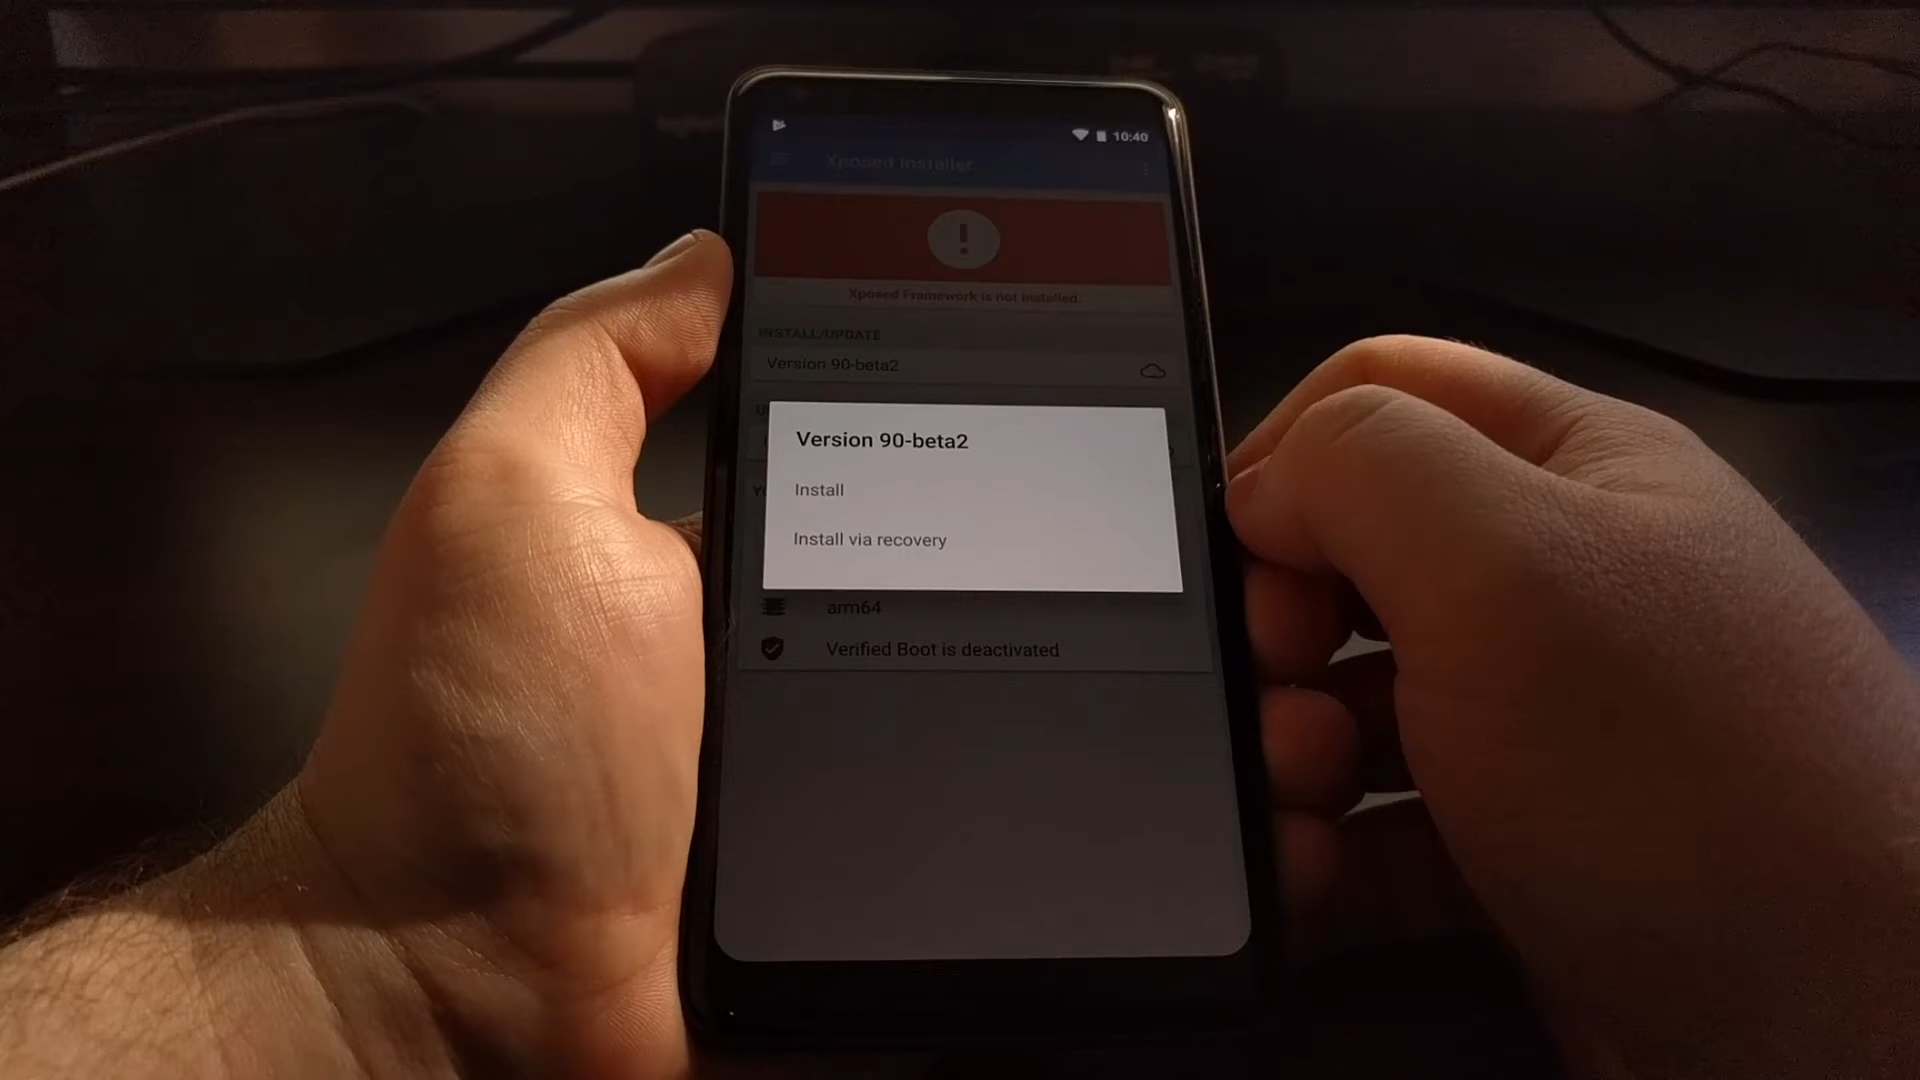 10:40
Xposed Installer
Xposed Framework is not installed.
INSTALL/UPDATE
Version 90-beta2
Version 90-beta2
Install
Install via recovery
arm64
Verified Boot is deactivated